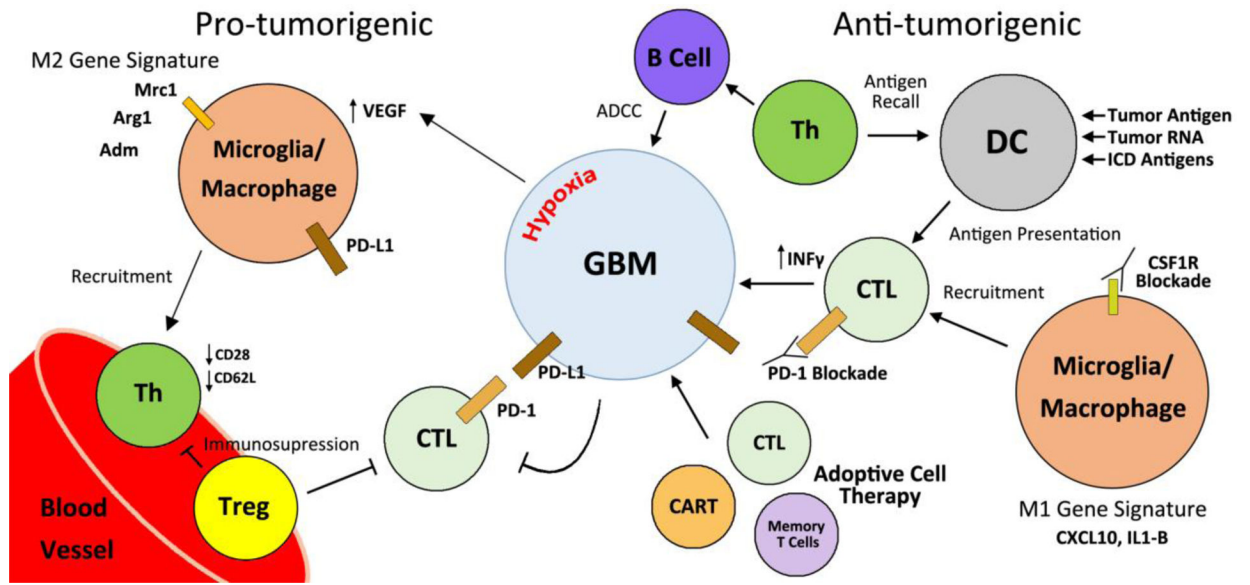 Pro-tumorigenic
Anti-tumorigenic
M2 Gene Signature
Mrc1
Arg1
Adm
↑ VEGF
Microglia/
Macrophage
PD-L1
Recruitment
Th
↓ CD28
↓ CD62L
Immunosupression
Treg
Blood
Vessel
CTL
PD-1
PD-L1
Hypoxia
GBM
B Cell
ADCC
Th
Antigen
Recall
DC
Tumor Antigen
Tumor RNA
ICD Antigens
Antigen Presentation
↑ INFγ
CTL
PD-1 Blockade
Recruitment
CSF1R
Blockade
Microglia/
Macrophage
M1 Gene Signature
CXCL10, IL1-B
CTL
CART
Memory
T Cells
Adoptive Cell
Therapy